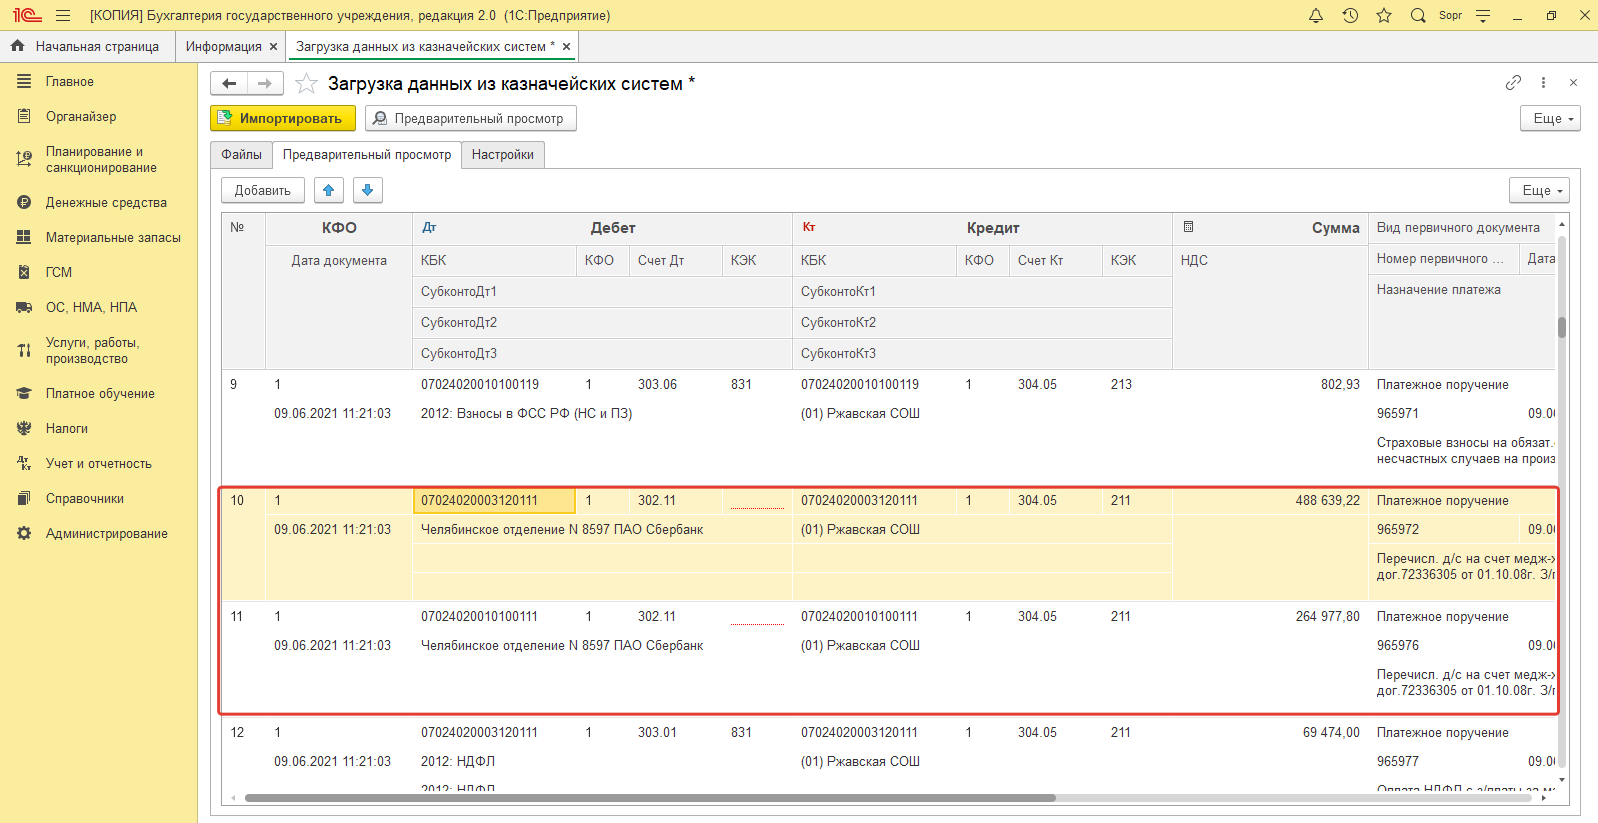 [КОПИЯ] Бухгалтерия государственного учреждения, редакция 2.0 (1С:Предприятие)
Sopr
Начальная страница
Информация ×
Загрузка данных из казначейских систем * ×
Главное
Органайзер
Планирование и
санкционирование
Денежные средства
Материальные запасы
ГСМ
ОС, НМА, НПА
Услуги, работы,
производство
Платное обучение
Налоги
Учет и отчетность
Справочники
Администрирование
Загрузка данных из казначейских систем *
Импортировать
Предварительный просмотр
Еще
Файлы
Предварительный просмотр
Настройки
Добавить
Еще
№ КФО Дт Дебет Кт Кредит Сумма Вид первичного документа
Дата документа КБК КФО Счет Дт КЭК КБК КФО Счет Кт КЭК НДС Номер первичного ... Дата
СубконтоДт1 СубконтоКт1 Назначение платежа
СубконтоДт2 СубконтоКт2
СубконтоДт3 СубконтоКт3
9 1 07024020010100119 1 303.06 831 07024020010100119 1 304.05 213 802,93 Платежное поручение
09.06.2021 11:21:03 2012: Взносы в ФСС РФ (НС и ПЗ) (01) Ржавская СОШ 965971 09.0
Страховые взносы на обязат.
несчастных случаев на произ
10 1 07024020003120111 1 302.11 07024020003120111 1 304.05 211 488 639,22 Платежное поручение
09.06.2021 11:21:03 Челябинское отделение N 8597 ПАО Сбербанк (01) Ржавская СОШ 965972 09.0
Перечисл. д/с на счет медж-
дог.72336305 от 01.10.08г. З/
11 1 07024020010100111 1 302.11 07024020010100111 1 304.05 211 264 977,80 Платежное поручение
09.06.2021 11:21:03 Челябинское отделение N 8597 ПАО Сбербанк (01) Ржавская СОШ 965976 09.0
Перечисл. д/с на счет медж-
дог.72336305 от 01.10.08г. З/
12 1 07024020003120111 1 303.01 831 07024020003120111 1 304.05 211 69 474,00 Платежное поручение
09.06.2021 11:21:03 2012: НДФЛ (01) Ржавская СОШ 965977 09.0
2012: НДФЛ Оплата НДФЛ с з/платы за м